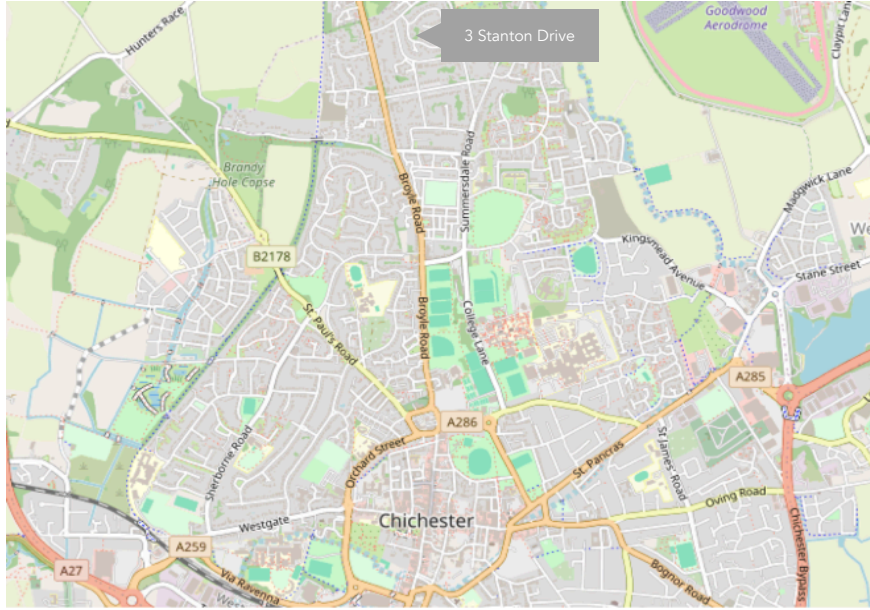 3 Stanton Drive
Goodwood
Aerodrome
Claypit Lane
Hunters Race
Brandy
Hole Copse
Broyle Road
Summersdale Road
Madgwick Lane
B2178
Kingsmead Avenue
Stane Street
St. Paul's Road
Broyle Road
College Lane
A285
A286
Orchard Street
St. Pancras
St James' Road
Sherborne Road
Oving Road
Westgate
Chichester
Chichester Bypass
A259
A27
Via Ravenna
Bognor Road